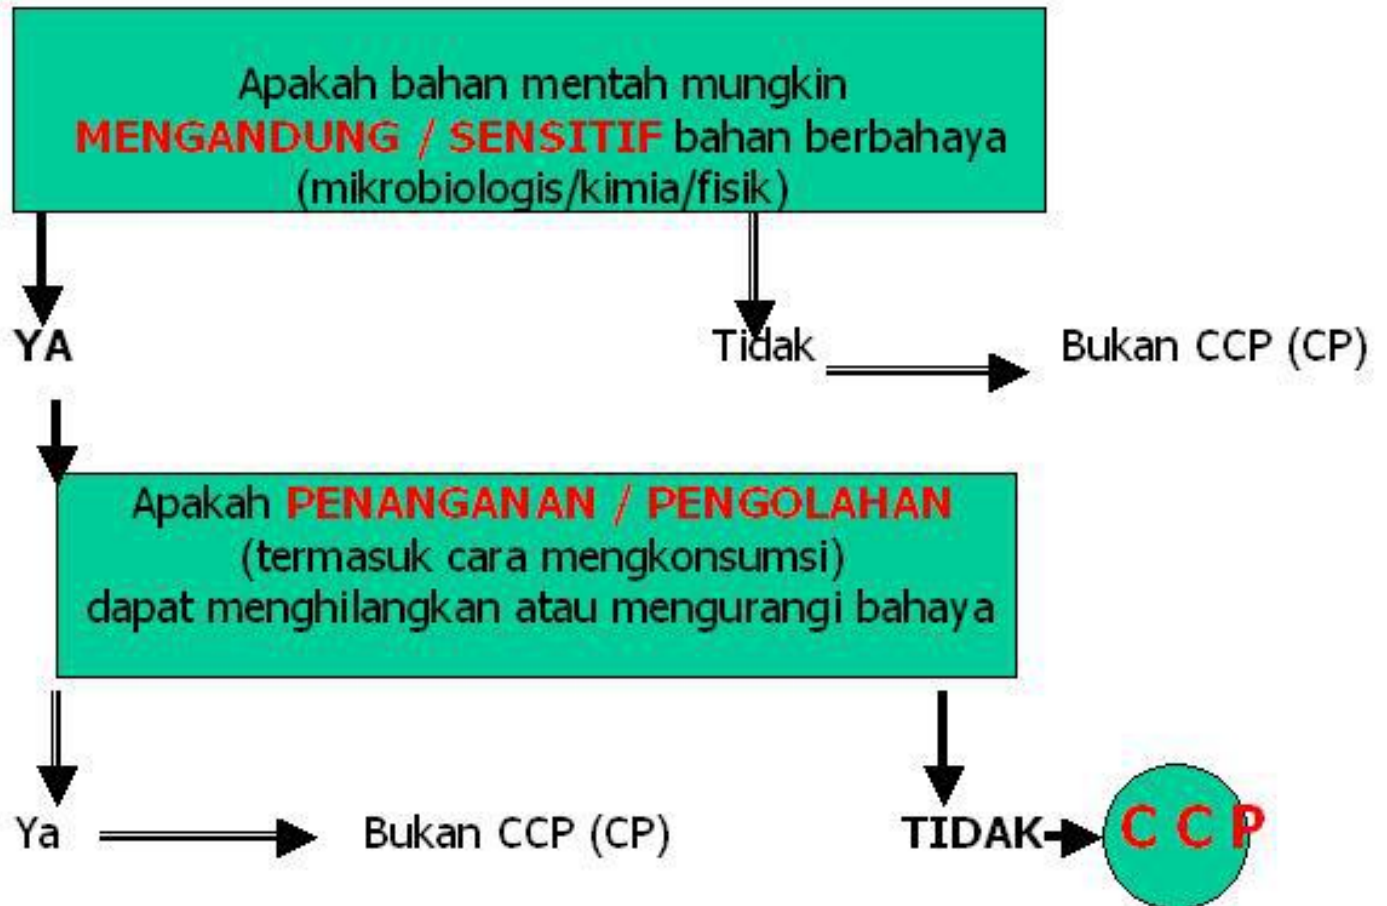 Apakah bahan mentah mungkin
MENGANDUNG / SENSITIF bahan berbahaya
(mikrobiologis/kimia/fisik)
YA
Tidak
Bukan CCP (CP)
Apakah PENANGANAN / PENGOLAHAN
(termasuk cara mengkonsumsi)
dapat menghilangkan atau mengurangi bahaya
Ya
Bukan CCP (CP)
TIDAK
C C P